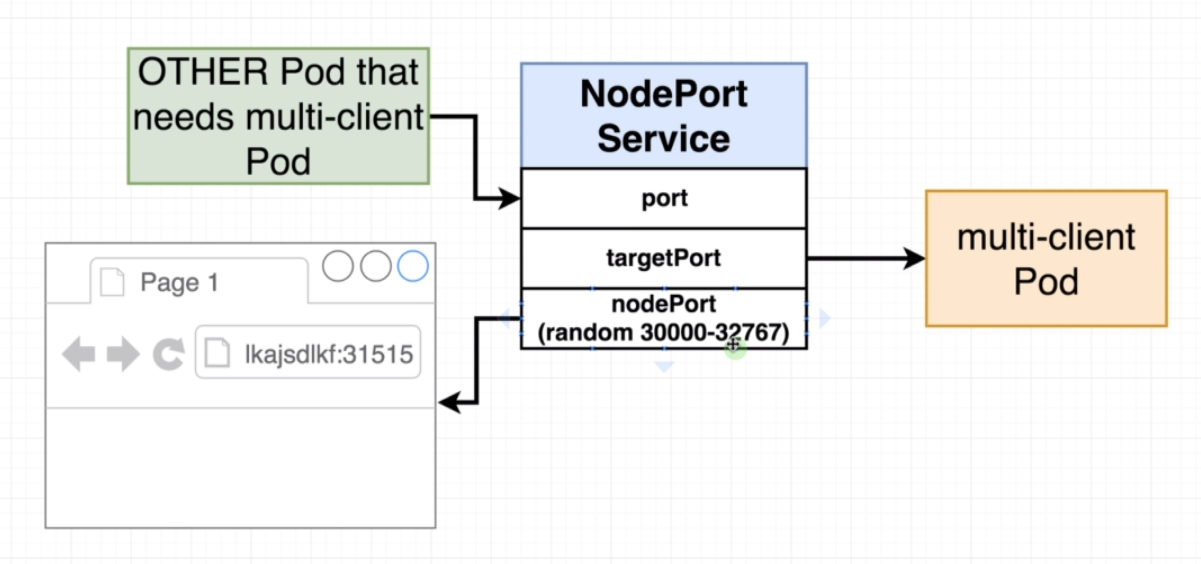 OTHER Pod that
needs multi-client
Pod
NodePort
Service
port
targetPort
nodePort
(random 30000-32767)
multi-client
Pod
Page 1
lkajsdlkf:31515